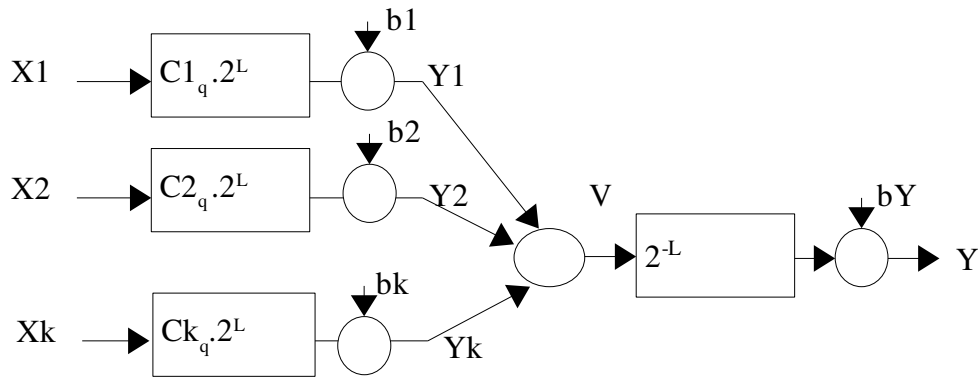 b1
X1
C1q.2L
Y1
b2
X2
C2q.2L
Y2
V
bY
2-L
Y
bk
Xk
Ckq.2L
Yk